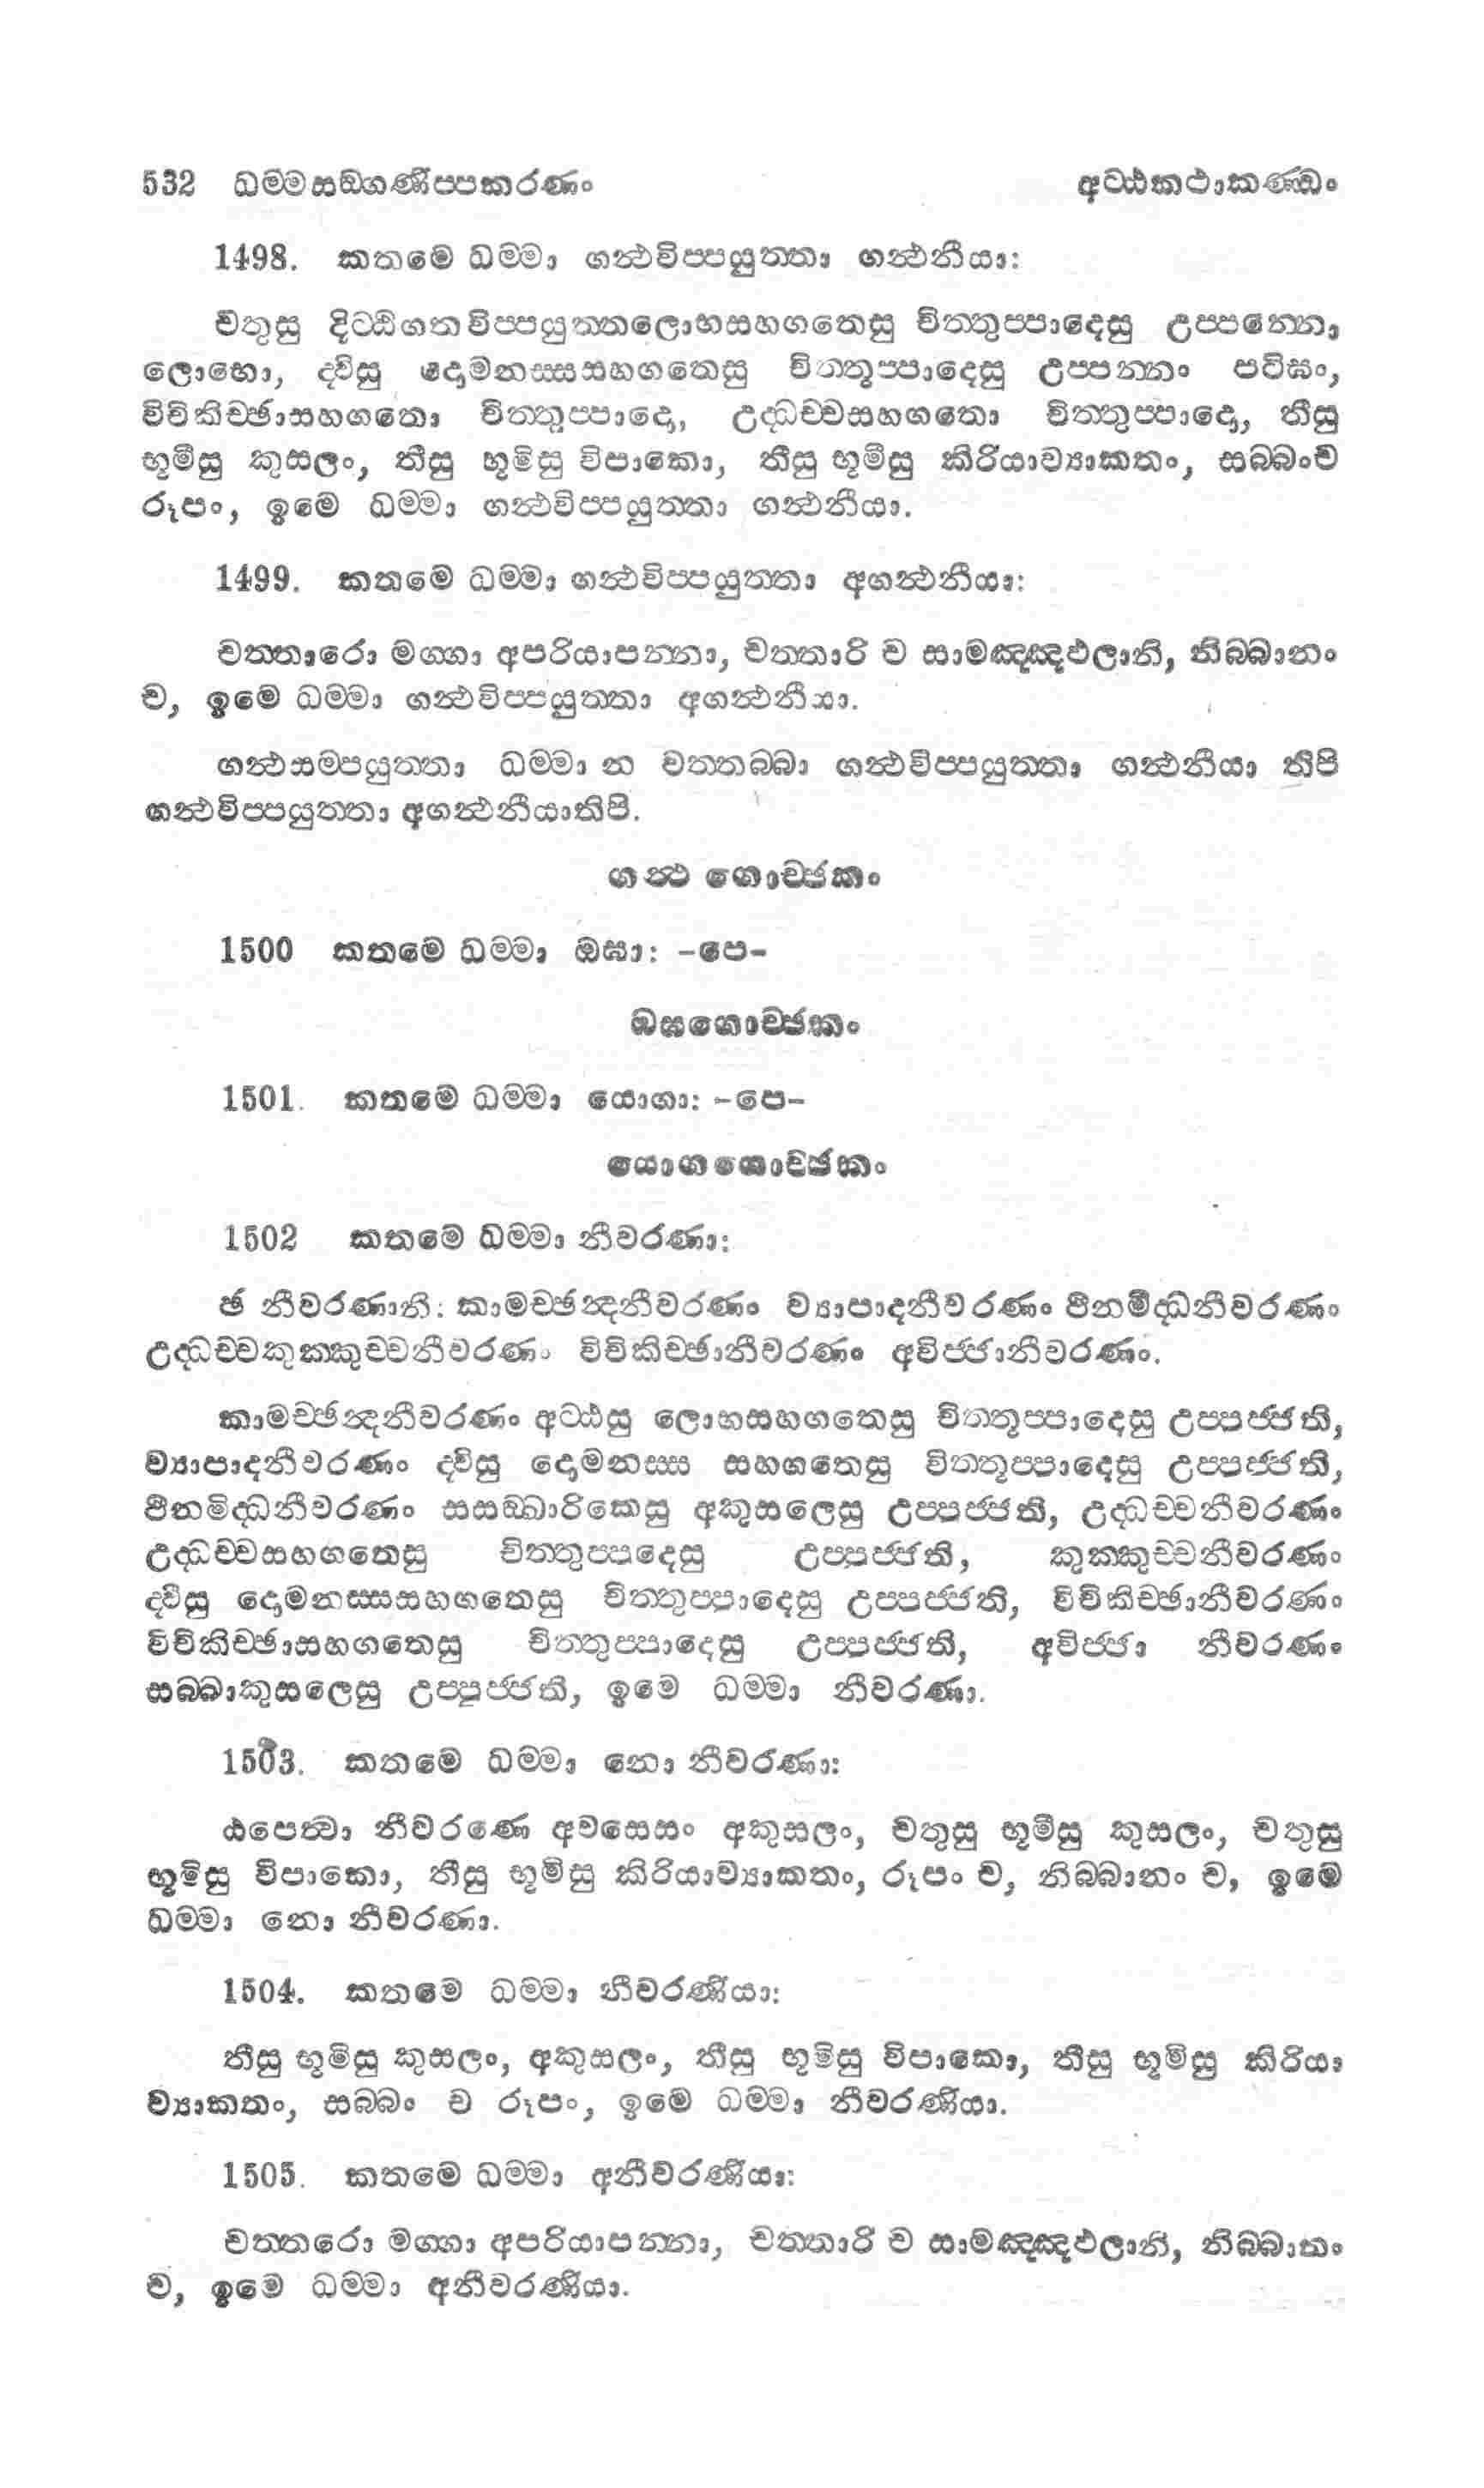 532 ධම්මසඞ්ගණිප්පකරණං අට්ඨකථාකණ්ඩං
1498. කතමෙ ධම්මා ගන්ථවිප්පයුත්තා ගන්ථනීයා:
චතුසු දිට්ඨිගතවිප්පයුත්තලොභසහගතෙසු චිත්තුප්පාදෙසු උප්පන්නො
ලොභො, ද්විසු දොමනස්සසහගතෙසු චිත්තුප්පාදෙසු උප්පන්නං පටිඝං,
විචිකිච්ඡාසහගතො චිත්තුප්පාදො, උද්ධච්චසහගතො චිත්තුප්පාදො, තීසු
භූමීසු කුසලං, තීසු භූමිසු විපාකො, තීසු භූමීසු කිරියාව්‍යාකතං, සබ්බංච
රූපං, ඉමෙ ධම්මා ගන්ථවිප්පයුත්තා ගන්ථනීයා.
1499. කතමෙ ධම්මා ගන්ථවිප්පයුත්තා අගන්ථනීයා:
චත්තාරො මග්ගා අපරියාපන්නා, චත්තාරි ච සාමඤ්ඤඵලානි, නිබ්බානං
ච, ඉමෙ ධම්මා ගන්ථවිප්පයුත්තා අගන්ථනීයා.
ගන්ථසම්පයුත්තා ධම්මා න වත්තබ්බා ගන්ථවිප්පයුත්තා ගන්ථනීයා තිපි
ගන්ථවිප්පයුත්තා අගන්ථනීයාතිපි.
ගන්ථ ගොච්ඡකං
1500 කතමෙ ධම්මා ඔඝා: -පෙ-
ඔඝගොච්ඡකං
1501. කතමෙ ධම්මා යොගා: -පෙ-
යොගගොච්ඡකං
1502 කතමෙ ධම්මා නීවරණා:
ඡ නීවරණානි: කාමච්ඡන්දනීවරණං ව්‍යාපාදනීවරණං ථිනමිද්ධනීවරණං
උද්ධච්චකුක්කුච්චනීවරණං විචිකිච්ඡානීවරණං අවිජ්ජානීවරණං.
කාමච්ඡන්දනීවරණං අට්ඨසු ලොභසහගතෙසු චිත්තුප්පාදෙසු උප්පජ්ජති,
ව්‍යාපාදනීවරණං ද්විසු දොමනස්ස සහගතෙසු චිත්තුප්පාදෙසු උප්පජ්ජති,
ථිනමිද්ධනීවරණං සසඞ්ඛාරිකෙසු අකුසලෙසු උප්පජ්ජති, උද්ධච්චනීවරණං
උද්ධච්චසහගතෙසු චිත්තුප්පදෙසු උප්පජ්ජති, කුක්කුච්චනීවරණං
ද්විසු දොමනස්සසහගතෙසු චිත්තුප්පාදෙසු උප්පජ්ජති, විචිකිච්ඡානීවරණං
විචිකිච්ඡාසහගතෙසු චිත්තුප්පාදෙසු උප්පජ්ජති, අවිජ්ජා නීවරණං
සබ්බාකුසලෙසු උප්පජ්ජති, ඉමෙ ධම්මා නීවරණා.
1503. කතමෙ ධම්මා නො නීවරණා:
ඨපෙත්වා නීවරණෙ අවසෙසං අකුසලං, චතුසු භූමීසු කුසලං, චතුසු
භූමිසු විපාකො, තීසු භූමිසු කිරියාව්‍යාකතං, රූපං ච, නිබ්බානං ච, ඉමෙ
ධම්මා නො නීවරණා.
1504. කතමෙ ධම්මා නීවරණියා:
තීසු භූමිසු කුසලං, අකුසලං, තීසු භූමිසු විපාකො, තීසු භූමිසු කිරියා
ව්‍යාකතං, සබ්බං ච රූපං, ඉමෙ ධම්මා නීවරණියා.
1505. කතමෙ ධම්මා අනීවරණියා:
චත්තරො මග්ගා අපරියාපන්නා, චත්තාරි ච සාමඤ්ඤඵලානි, නිබ්බානං
ච, ඉමෙ ධම්මා අනීවරණියා.